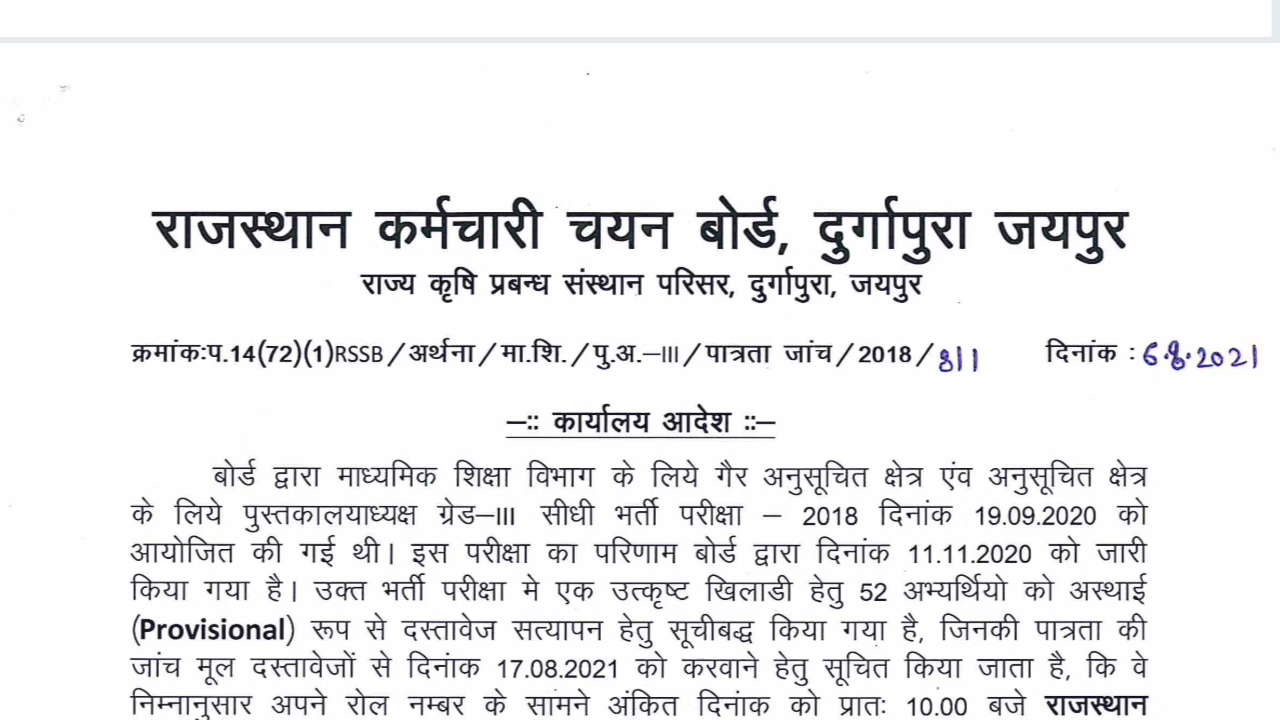 राजस्थान कर्मचारी चयन बोर्ड, दुर्गापुरा जयपुर
राज्य कृषि प्रबन्ध संस्थान परिसर, दुर्गापुरा, जयपुर
क्रमांक:प.14(72)(1)RSSB/अर्थना/मा.शि./पु.अ.–III/पात्रता जांच/2018/811 दिनांक : 6.8.2021
–:: कार्यालय आदेश ::–
बोर्ड द्वारा माध्यमिक शिक्षा विभाग के लिये गैर अनुसूचित क्षेत्र एंव अनुसूचित क्षेत्र
के लिये पुस्तकालयाध्यक्ष ग्रेड–III सीधी भर्ती परीक्षा – 2018 दिनांक 19.09.2020 को
आयोजित की गई थी। इस परीक्षा का परिणाम बोर्ड द्वारा दिनांक 11.11.2020 को जारी
किया गया है। उक्त भर्ती परीक्षा मे एक उत्कृष्ट खिलाडी हेतु 52 अभ्यर्थियो को अस्थाई
(Provisional) रूप से दस्तावेज सत्यापन हेतु सूचीबद्ध किया गया है, जिनकी पात्रता की
जांच मूल दस्तावेजों से दिनांक 17.08.2021 को करवाने हेतु सूचित किया जाता है, कि वे
निम्नानुसार अपने रोल नम्बर के सामने अंकित दिनांक को प्रातः 10.00 बजे राजस्थान